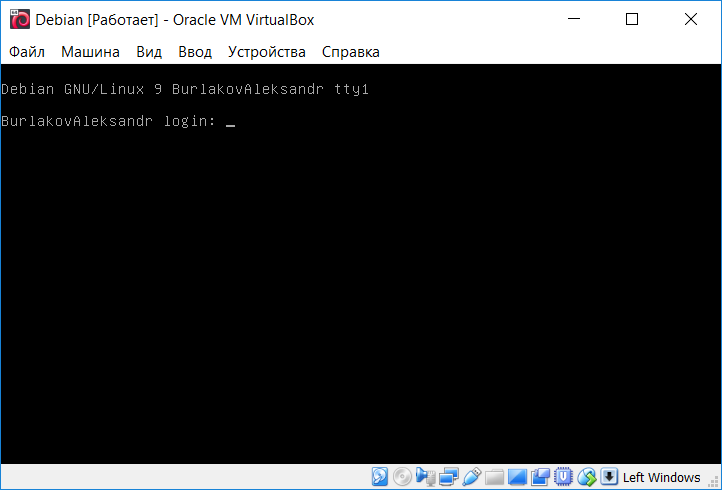 Debian [Работает] - Oracle VM VirtualBox
Файл Машина Вид Ввод Устройства Справка
Debian GNU/Linux 9 BurlakovAleksandr tty1
BurlakovAleksandr login: _
Left Windows